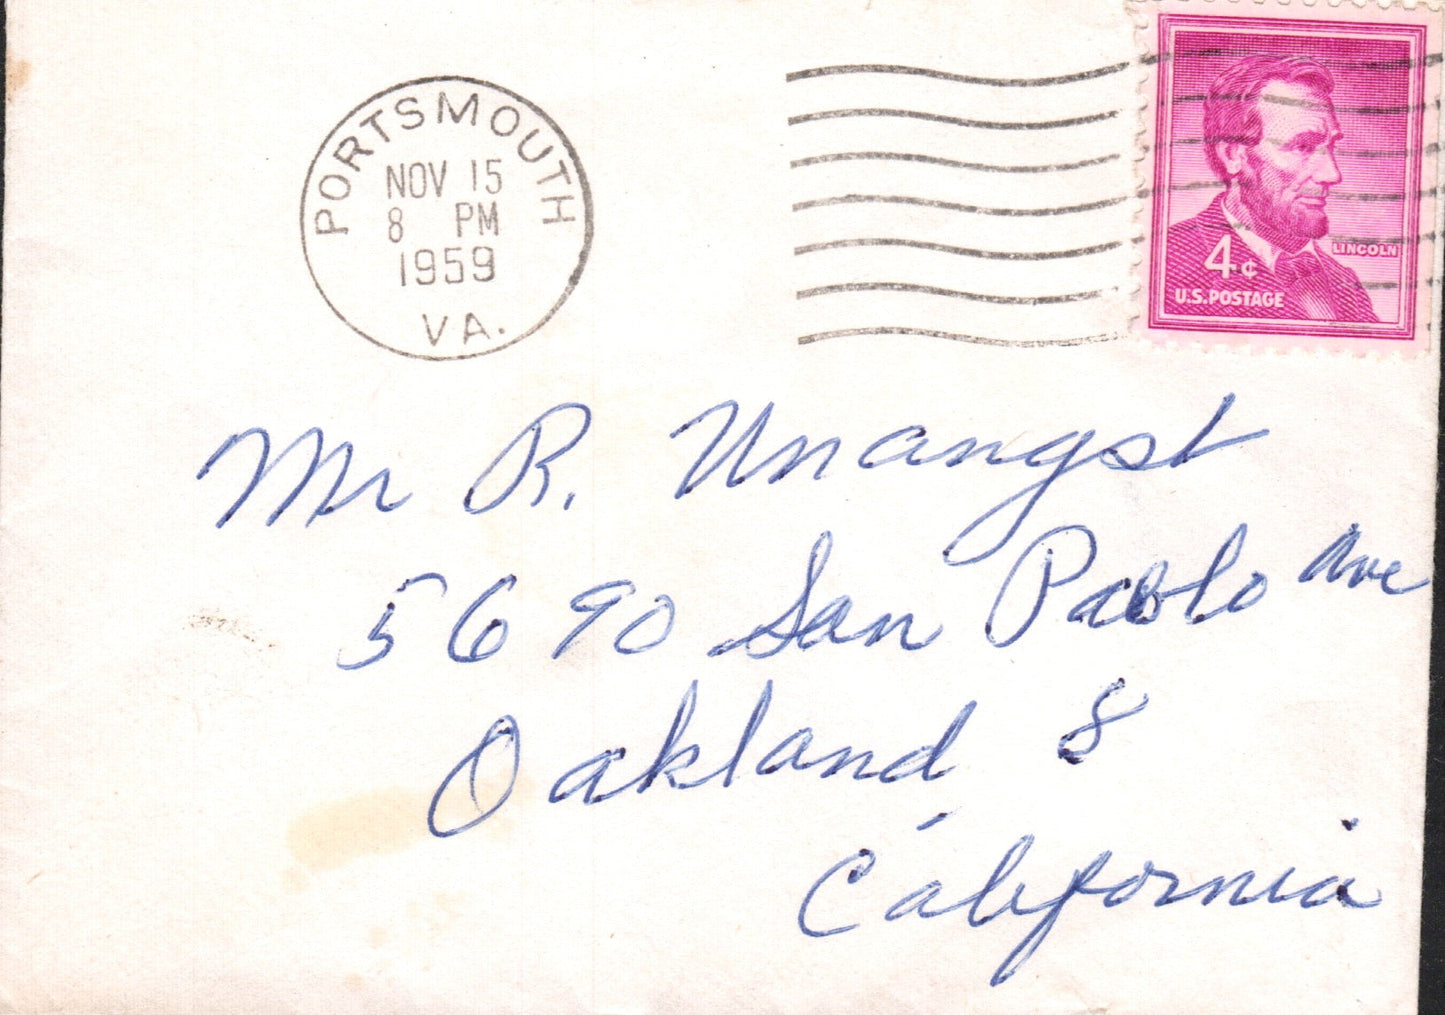 PORTSMOUTH
NOV 15
8 PM
1959
VA.
LINCOLN
4¢
U.S.POSTAGE
Mr R. Unangst
5690 San Pablo Ave
Oakland 8
California